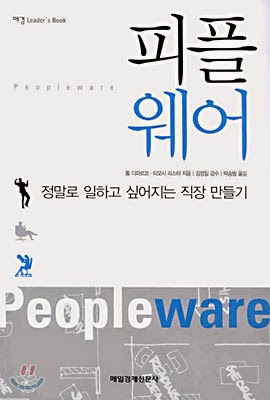 매경 Leader's Book
Peopleware
피플
웨어
톰 디마르코 · 티모시 리스터 지음 | 김정일 감수 | 박승범 옮김
정말로 일하고 싶어지는 직장 만들기
Peopleware
매일경제신문사